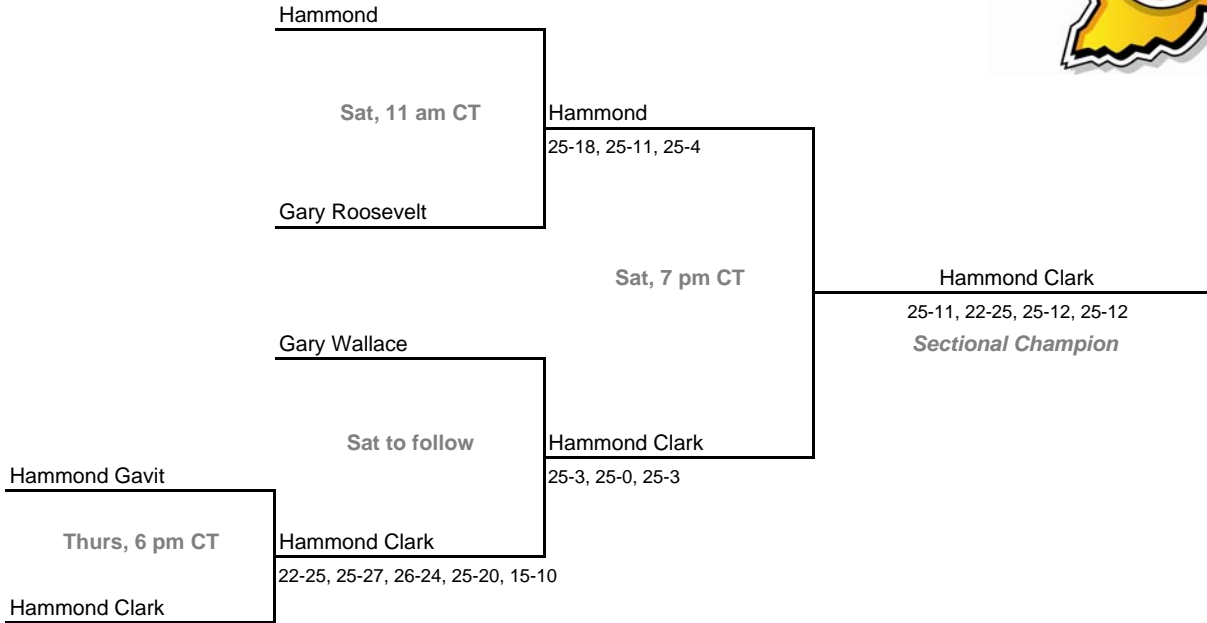 Hammond
Sat, 11 am CT
Hammond
25-18, 25-11, 25-4
Gary Roosevelt
Sat, 7 pm CT
Hammond Clark
25-11, 22-25, 25-12, 25-12
Sectional Champion
Gary Wallace
Sat to follow
Hammond Clark
25-3, 25-0, 25-3
Hammond Gavit
Thurs, 6 pm CT
Hammond Clark
22-25, 25-27, 26-24, 25-20, 15-10
Hammond Clark